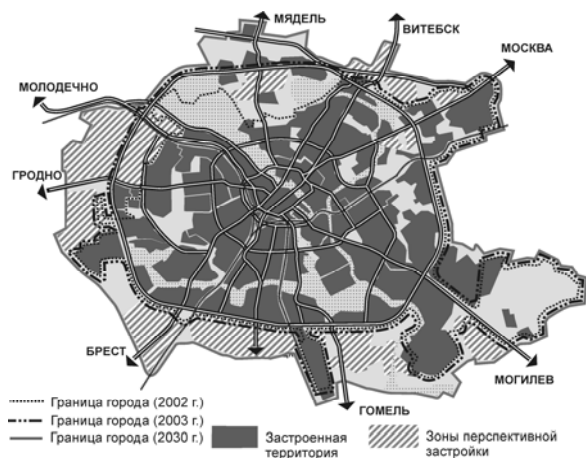 МЯДЕЛЬ
ВИТЕБСК
МОСКВА
МОЛОДЕЧНО
ГРОДНО
БРЕСТ
МОГИЛЕВ
ГОМЕЛЬ
Граница города (2002 г.)
Граница города (2003 г.)
Граница города (2030 г.)
Застроенная
территория
Зоны перспективной
застройки